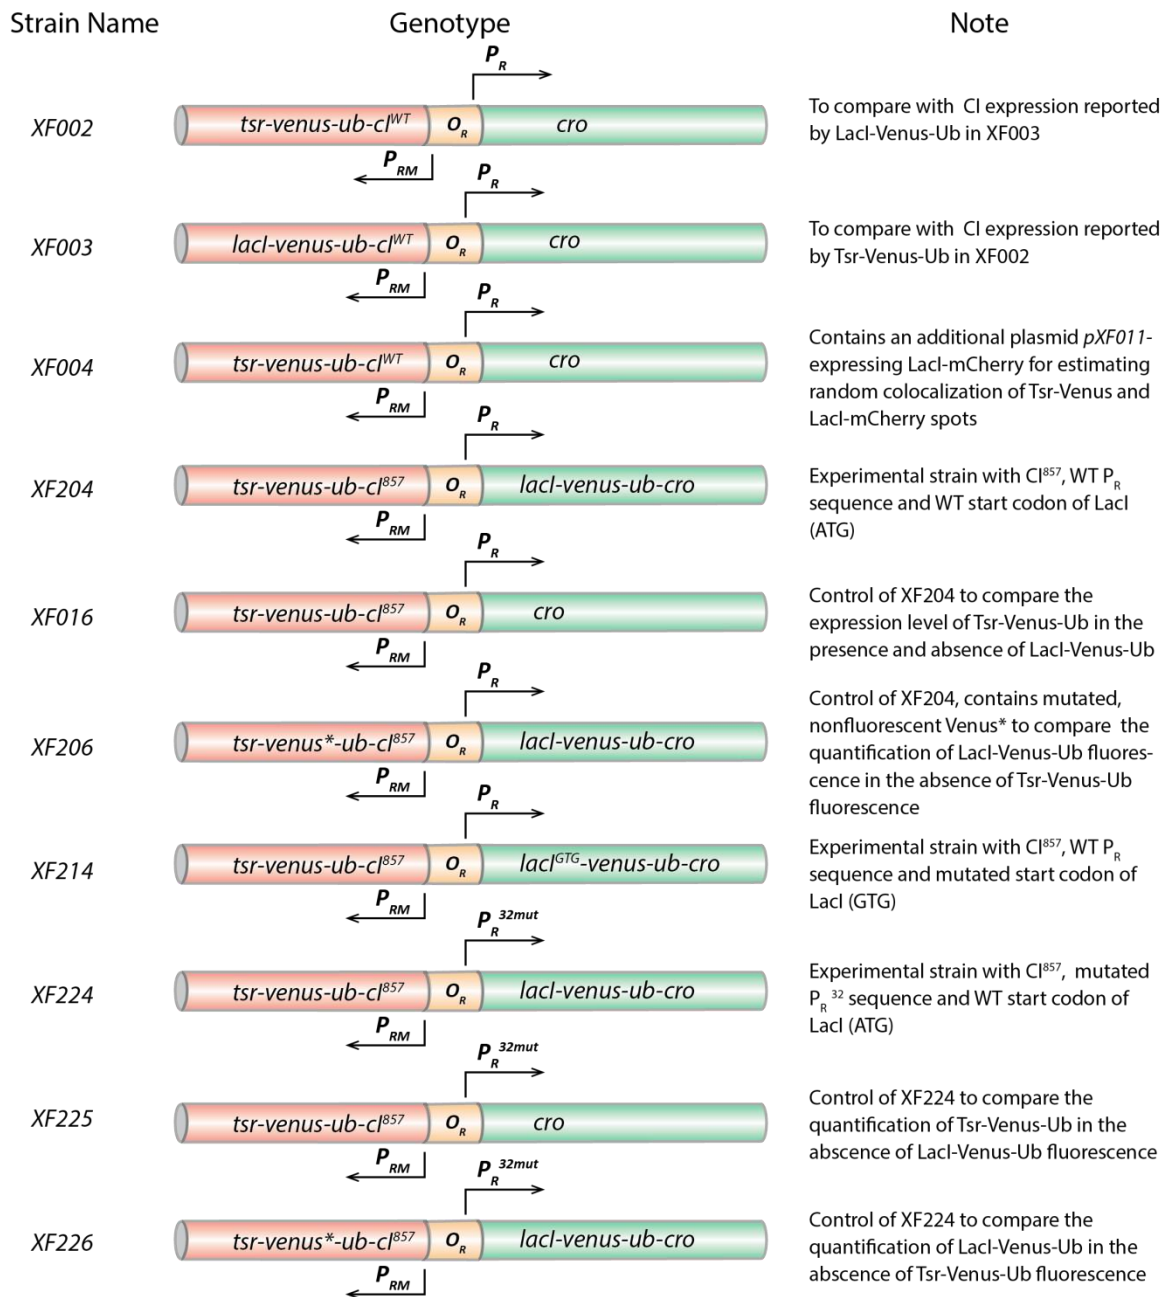 Strain Name Genotype Note
P_R
XF002 tsr-venus-ub-cI^WT O_R cro
To compare with CI expression reported
by LacI-Venus-Ub in XF003
P_RM
P_R
XF003 lacI-venus-ub-cI^WT O_R cro
To compare with CI expression reported
by Tsr-Venus-Ub in XF002
P_RM
P_R
XF004 tsr-venus-ub-cI^WT O_R cro
Contains an additional plasmid pXF011-
expressing LacI-mCherry for estimating
random colocalization of Tsr-Venus and
LacI-mCherry spots
P_RM
P_R
XF204 tsr-venus-ub-cI^857 O_R lacI-venus-ub-cro
Experimental strain with CI^857, WT P_R
sequence and WT start codon of LacI
(ATG)
P_RM
P_R
XF016 tsr-venus-ub-cI^857 O_R cro
Control of XF204 to compare the
expression level of Tsr-Venus-Ub in the
presence and absence of LacI-Venus-Ub
P_RM
P_R
XF206 tsr-venus*-ub-cI^857 O_R lacI-venus-ub-cro
Control of XF204, contains mutated,
nonfluorescent Venus* to compare the
quantification of LacI-Venus-Ub fluores-
cence in the absence of Tsr-Venus-Ub
fluorescence
P_RM
P_R
XF214 tsr-venus-ub-cI^857 O_R lacI^GTG-venus-ub-cro
Experimental strain with CI^857, WT P_R
sequence and mutated start codon of
LacI (GTG)
P_RM
P_R^32mut
XF224 tsr-venus-ub-cI^857 O_R lacI-venus-ub-cro
Experimental strain with CI^857, mutated
P_R^32 sequence and WT start codon of
LacI (ATG)
P_RM
P_R^32mut
XF225 tsr-venus-ub-cI^857 O_R cro
Control of XF224 to compare the
quantification of Tsr-Venus-Ub in the
abscence of LacI-Venus-Ub fluorescence
P_RM
P_R^32mut
XF226 tsr-venus*-ub-cI^857 O_R lacI-venus-ub-cro
Control of XF224 to compare the
quantification of LacI-Venus-Ub in the
abscence of Tsr-Venus-Ub fluorescence
P_RM